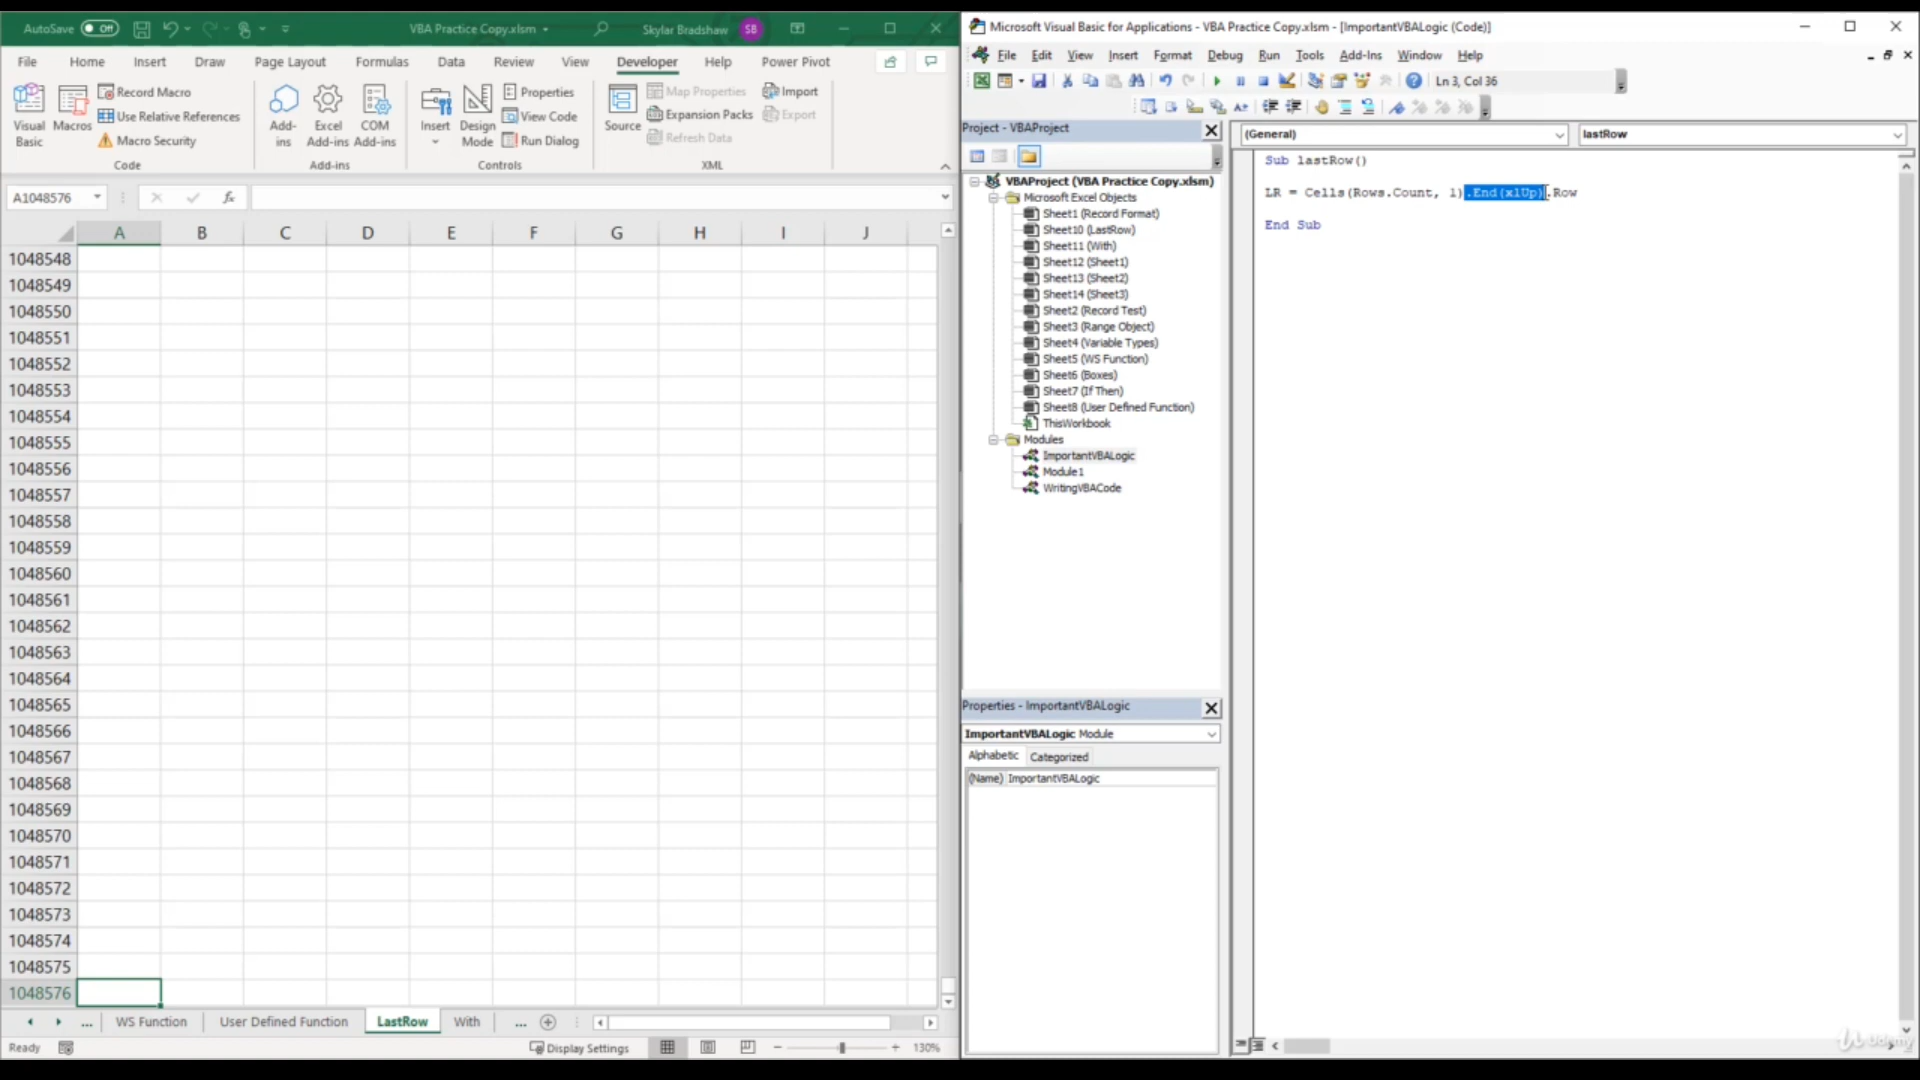 AutoSave Off
VBA Practice Copy.xlsm
Skylar Bradshaw SB
File Home Insert Draw Page Layout Formulas Data Review View Developer Help Power Pivot
Visual Basic
Macros
Record Macro
Use Relative References
Macro Security
Code
Add-ins
Excel Add-ins
COM Add-ins
Add-ins
Insert
Design Mode
Properties
View Code
Run Dialog
Controls
Source
Map Properties
Expansion Packs
Refresh Data
Import
Export
XML
A1048576
fx
A B C D E F G H I J
1048548
1048549
1048550
1048551
1048552
1048553
1048554
1048555
1048556
1048557
1048558
1048559
1048560
1048561
1048562
1048563
1048564
1048565
1048566
1048567
1048568
1048569
1048570
1048571
1048572
1048573
1048574
1048575
1048576
... WS Function User Defined Function LastRow With ...
Ready
Display Settings
130%
Microsoft Visual Basic for Applications - VBA Practice Copy.xlsm - [ImportantVBALogic (Code)]
File Edit View Insert Format Debug Run Tools Add-Ins Window Help
Ln 3, Col 36
Project - VBAProject
VBAProject (VBA Practice Copy.xlsm)
Microsoft Excel Objects
Sheet1 (Record Format)
Sheet10 (LastRow)
Sheet11 (With)
Sheet12 (Sheet1)
Sheet13 (Sheet2)
Sheet14 (Sheet3)
Sheet2 (Record Test)
Sheet3 (Range Object)
Sheet4 (Variable Types)
Sheet5 (WS Function)
Sheet6 (Boxes)
Sheet7 (If Then)
Sheet8 (User Defined Function)
ThisWorkbook
Modules
ImportantVBALogic
Module1
WritingVBACode
Properties - ImportantVBALogic
ImportantVBALogic Module
Alphabetic Categorized
(Name) ImportantVBALogic
(General)
lastRow
Sub lastRow()
LR = Cells(Rows.Count, 1).End(xlUp).Row
End Sub
Udemy